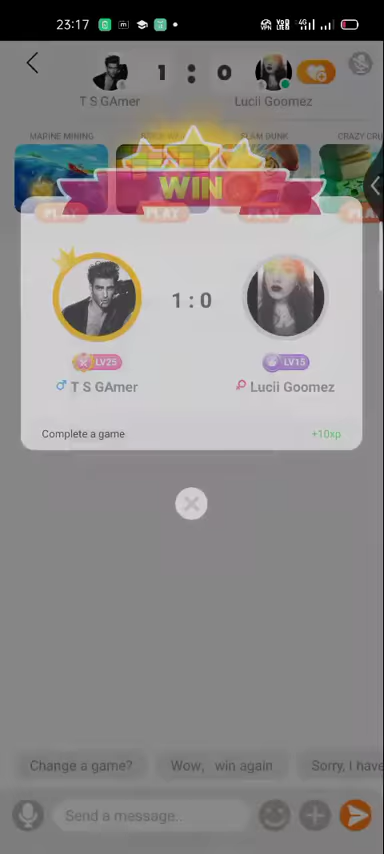 23:17
1 : 0
T S GAmer
Lucii Goomez
MARINE MINING
SLAM DUNK
CRAZY CRU
PLAY
PLAY
PLAY
WIN
1 : 0
LV25
LV15
T S GAmer
Lucii Goomez
Complete a game
+10xp
Change a game?
Wow, win again
Sorry, I have
Send a message..